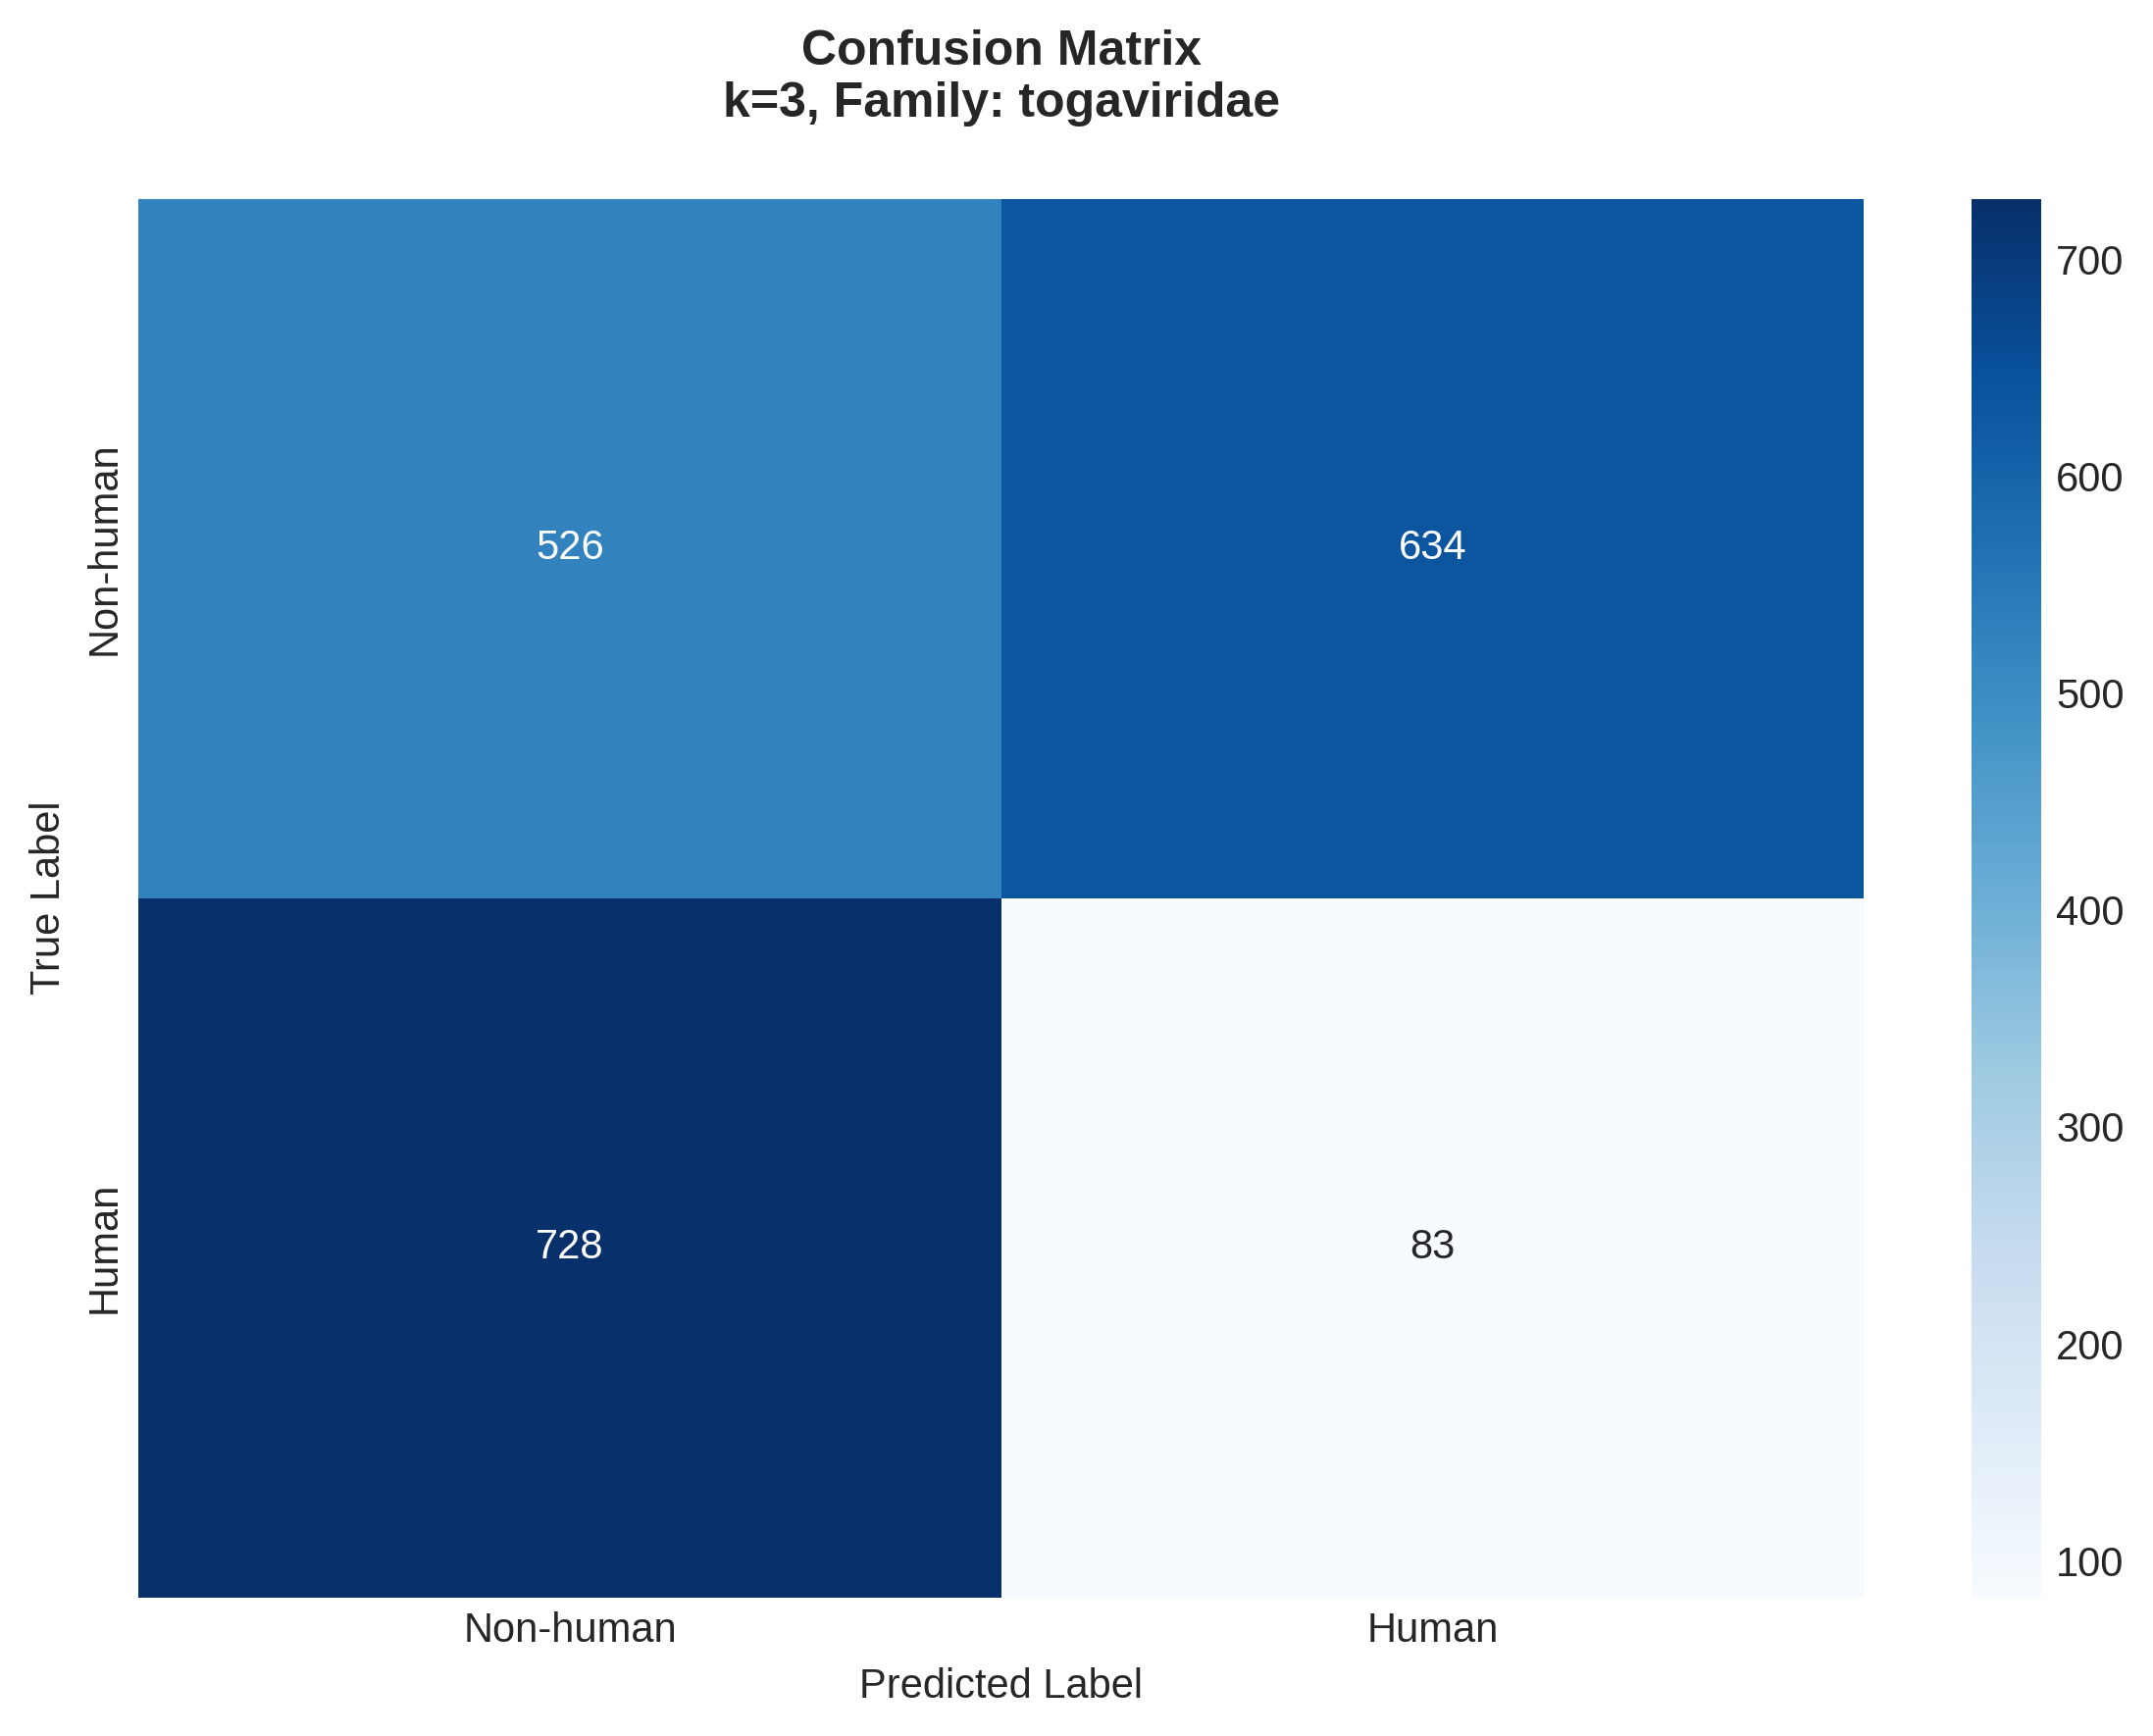 Confusion Matrix
k=3, Family: togaviridae
True Label
Non-human
526
634
Human
728
83
Non-human
Human
Predicted Label
700
600
500
400
300
200
100